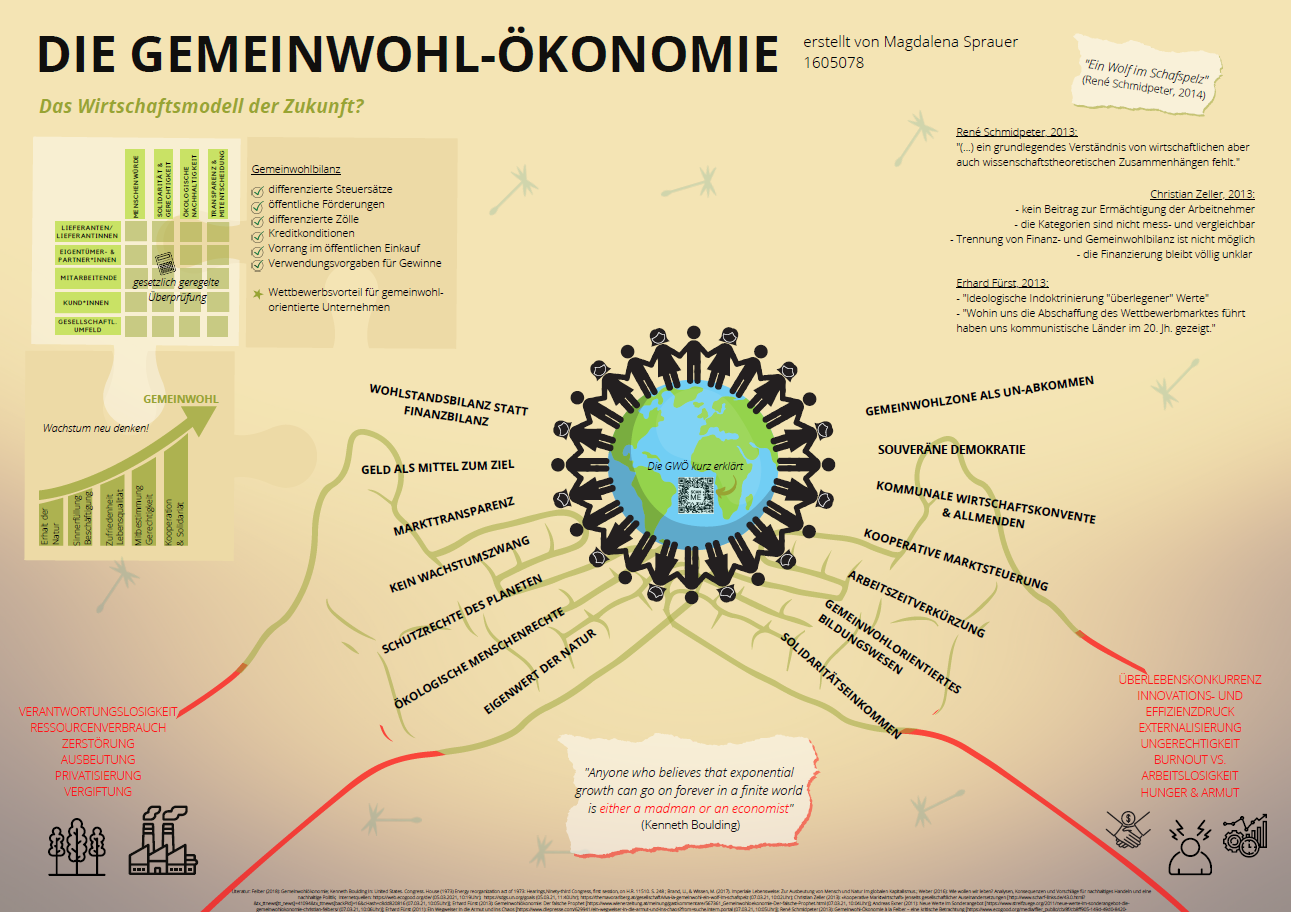 DIE GEMEINWOHL-ÖKONOMIE
erstellt von Magdalena Sprauer
1605078
Das Wirtschaftsmodell der Zukunft?
"Ein Wolf im Schafspelz"
(René Schmidpeter, 2014)
MENSCHENWÜRDE
SOLIDARITÄT &
GERECHTIGKEIT
ÖKOLOGISCHE
NACHHALTIGKEIT
TRANSPARENZ &
MITENTSCHEIDUNG
LIEFERANTEN/
LIEFERANTINNEN
EIGENTÜMER- &
PARTNER*INNEN
MITARBEITENDE
KUND*INNEN
GESELLSCHAFTL.
UMFELD
gesetzlich geregelte
Überprüfung
Gemeinwohlbilanz
differenzierte Steuersätze
öffentliche Förderungen
differenzierte Zölle
Kreditkonditionen
Vorrang im öffentlichen Einkauf
Verwendungsvorgaben für Gewinne
Wettbewerbsvorteil für gemeinwohl-
orientierte Unternehmen
René Schmidpeter, 2013:
"(...) ein grundlegendes Verständnis von wirtschaftlichen aber
auch wissenschaftstheoretischen Zusammenhängen fehlt."
Christian Zeller, 2013:
- kein Beitrag zur Ermächtigung der Arbeitnehmer
- die Kategorien sind nicht mess- und vergleichbar
- Trennung von Finanz- und Gemeinwohlbilanz ist nicht möglich
- die Finanzierung bleibt völlig unklar
Erhard Fürst, 2013:
- "Ideologische Indoktrinierung "überlegener" Werte"
- "Wohin uns die Abschaffung des Wettbewerbmarktes führt
haben uns kommunistische Länder im 20. Jh. gezeigt."
GEMEINWOHL
Wachstum neu denken!
Erhalt der
Natur
Sinnerfüllung
Beschäftigung
Zufriedenheit
Lebensqualität
Mitbestimmung
Gerechtigkeit
Kooperation
& Solidarität
WOHLSTANDSBILANZ STATT
FINANZBILANZ
GELD ALS MITTEL ZUM ZIEL
MARKTTRANSPARENZ
KEIN WACHSTUMSZWANG
SCHUTZRECHTE DES PLANETEN
ÖKOLOGISCHE MENSCHENRECHTE
EIGENWERT DER NATUR
Die GWÖ kurz erklärt
SCAN
ME
GEMEINWOHLZONE ALS UN-ABKOMMEN
SOUVERÄNE DEMOKRATIE
KOMMUNALE WIRTSCHAFTSKONVENTE
& ALLMENDEN
KOOPERATIVE MARKTSTEUERUNG
ARBEITSZEITVERKÜRZUNG
GEMEINWOHLORIENTIERTES
BILDUNGSWESEN
SOLIDARITÄTSEINKOMMEN
VERANTWORTUNGSLOSIGKEIT
RESSOURCENVERBRAUCH
ZERSTÖRUNG
AUSBEUTUNG
PRIVATISIERUNG
VERGIFTUNG
ÜBERLEBENSKONKURRENZ
INNOVATIONS- UND
EFFIZIENZDRUCK
EXTERNALISIERUNG
UNGERECHTIGKEIT
BURNOUT VS.
ARBEITSLOSIGKEIT
HUNGER & ARMUT
"Anyone who believes that exponential
growth can go on forever in a finite world
is either a madman or an economist"
(Kenneth Boulding)